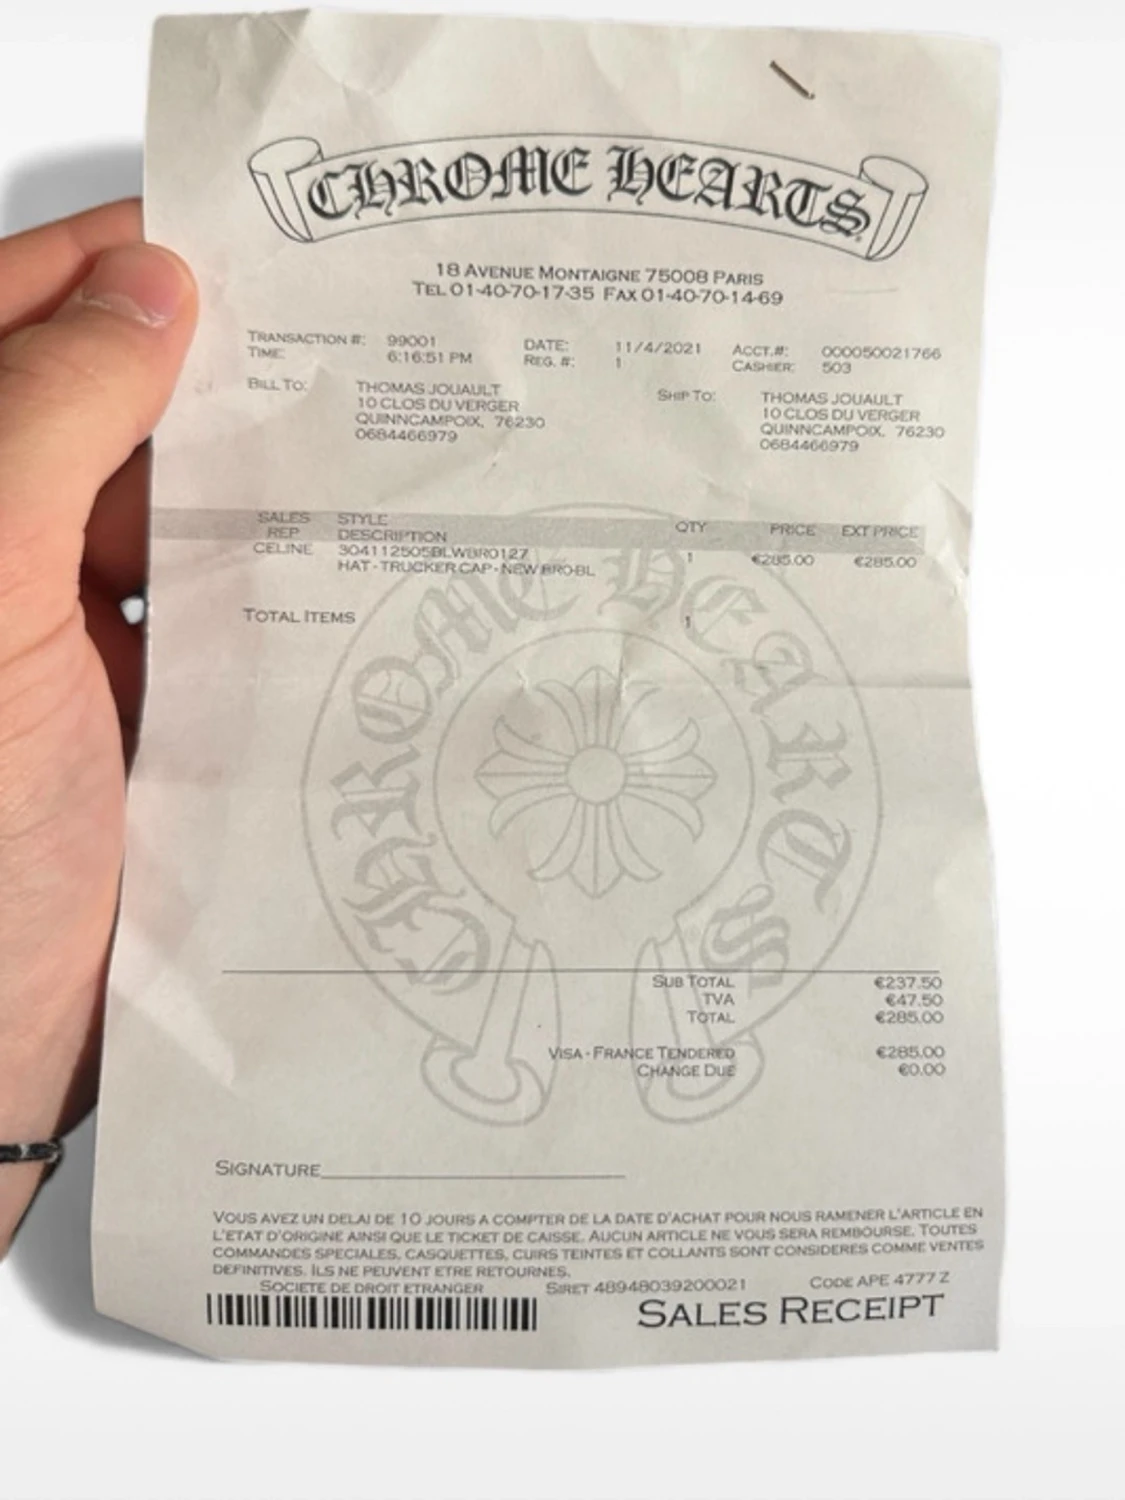 CHROME HEARTS
18 AVENUE MONTAIGNE 75008 PARIS
TEL 01-40-70-17-35 FAX 01-40-70-14-69
TRANSACTION #: 99001 DATE: 11/4/2021 ACCT.#: 000050021766
TIME: 6:16:51 PM REG. #: 1 CASHIER: 503
BILL TO: THOMAS JOUAULT SHIP TO: THOMAS JOUAULT
10 CLOS DU VERGER 10 CLOS DU VERGER
QUINNCAMPOIX, 76230 QUINNCAMPOIX, 76230
0684466979 0684466979
SALES REP STYLE DESCRIPTION QTY PRICE EXT PRICE
CELINE 304112505BLWBR0127 1 €285.00 €285.00
HAT - TRUCKER CAP - NEW BRO-BL
TOTAL ITEMS 1
CHROME HEARTS
SUB TOTAL €237.50
TVA €47.50
TOTAL €285.00
VISA - FRANCE TENDERED €285.00
CHANGE DUE €0.00
SIGNATURE
VOUS AVEZ UN DELAI DE 10 JOURS A COMPTER DE LA DATE D'ACHAT POUR NOUS RAMENER L'ARTICLE EN
L'ETAT D'ORIGINE AINSI QUE LE TICKET DE CAISSE. AUCUN ARTICLE NE VOUS SERA REMBOURSE. TOUTES
COMMANDES SPECIALES, CASQUETTES, CUIRS TEINTES ET COLLANTS SONT CONSIDERES COMME VENTES
DEFINITIVES. ILS NE PEUVENT ETRE RETOURNES.
SOCIETE DE DROIT ETRANGER SIRET 48948039200021 CODE APE 4777 Z
SALES RECEIPT